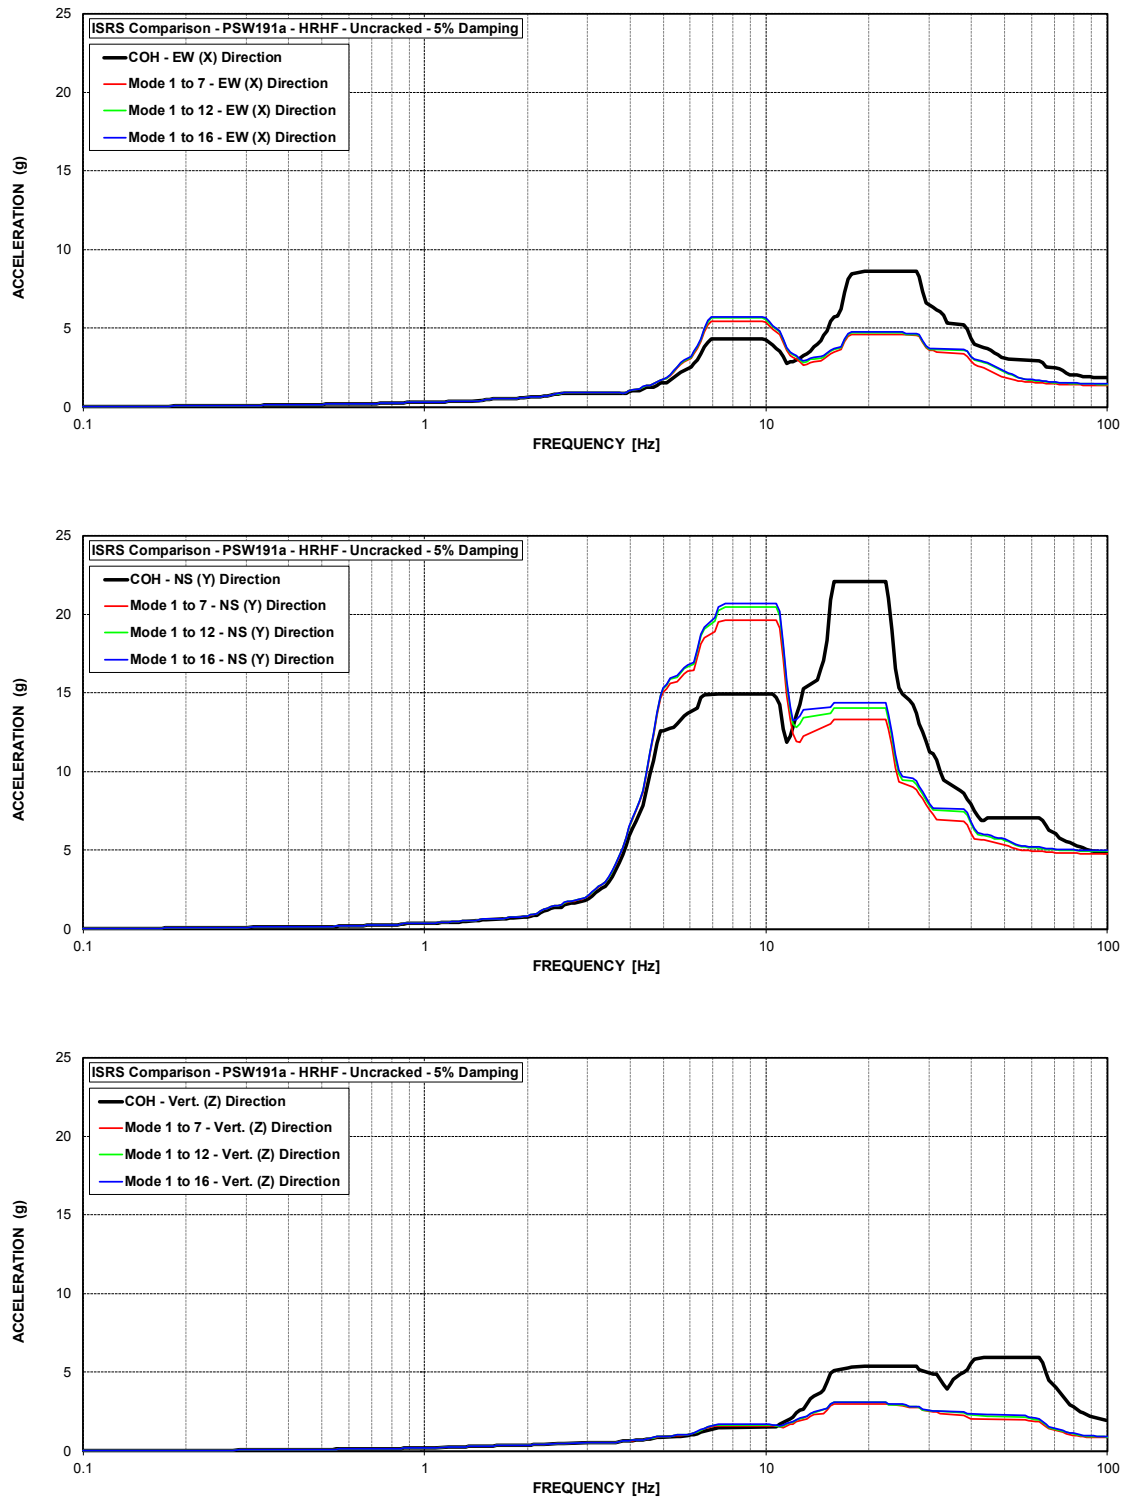 ISRS Comparison - PSW191a - HRHF - Uncracked - 5% Damping
COH - EW (X) Direction
Mode 1 to 7 - EW (X) Direction
Mode 1 to 12 - EW (X) Direction
Mode 1 to 16 - EW (X) Direction
ACCELERATION (g)
25
20
15
10
5
0
0.1
1
10
100
FREQUENCY [Hz]
ISRS Comparison - PSW191a - HRHF - Uncracked - 5% Damping
COH - NS (Y) Direction
Mode 1 to 7 - NS (Y) Direction
Mode 1 to 12 - NS (Y) Direction
Mode 1 to 16 - NS (Y) Direction
ACCELERATION (g)
25
20
15
10
5
0
0.1
1
10
100
FREQUENCY [Hz]
ISRS Comparison - PSW191a - HRHF - Uncracked - 5% Damping
COH - Vert. (Z) Direction
Mode 1 to 7 - Vert. (Z) Direction
Mode 1 to 12 - Vert. (Z) Direction
Mode 1 to 16 - Vert. (Z) Direction
ACCELERATION (g)
25
20
15
10
5
0
0.1
1
10
100
FREQUENCY [Hz]